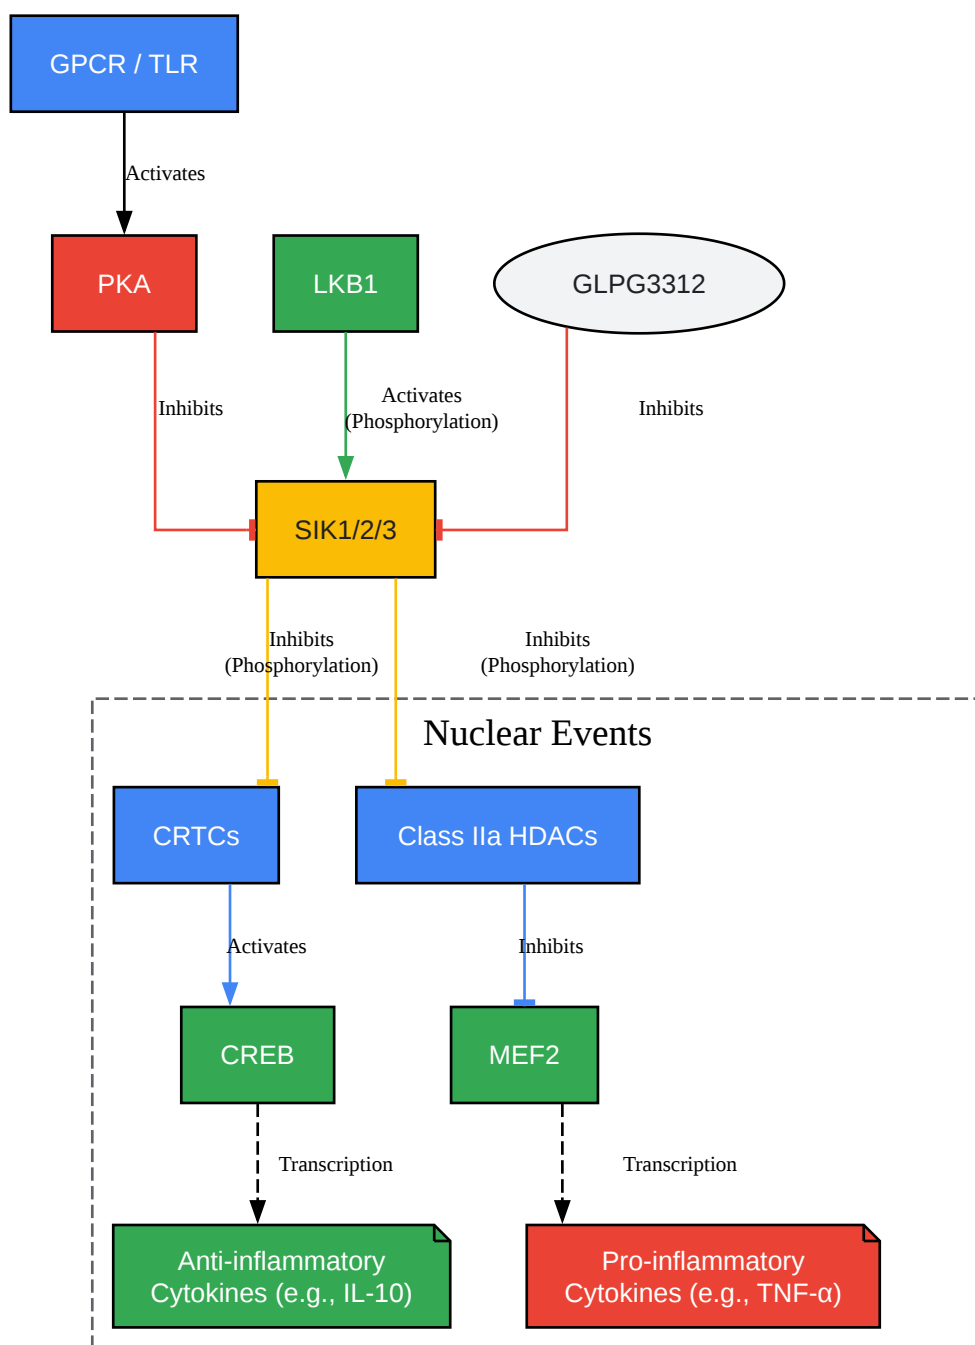 GPCR / TLR
Activates
PKA
LKB1
GLPG3312
Inhibits
Activates
(Phosphorylation)
Inhibits
SIK1/2/3
Inhibits
(Phosphorylation)
Inhibits
(Phosphorylation)
Nuclear Events
CRTCs
Class IIa HDACs
Activates
Inhibits
CREB
MEF2
Transcription
Transcription
Anti-inflammatory
Cytokines (e.g., IL-10)
Pro-inflammatory
Cytokines (e.g., TNF-α)